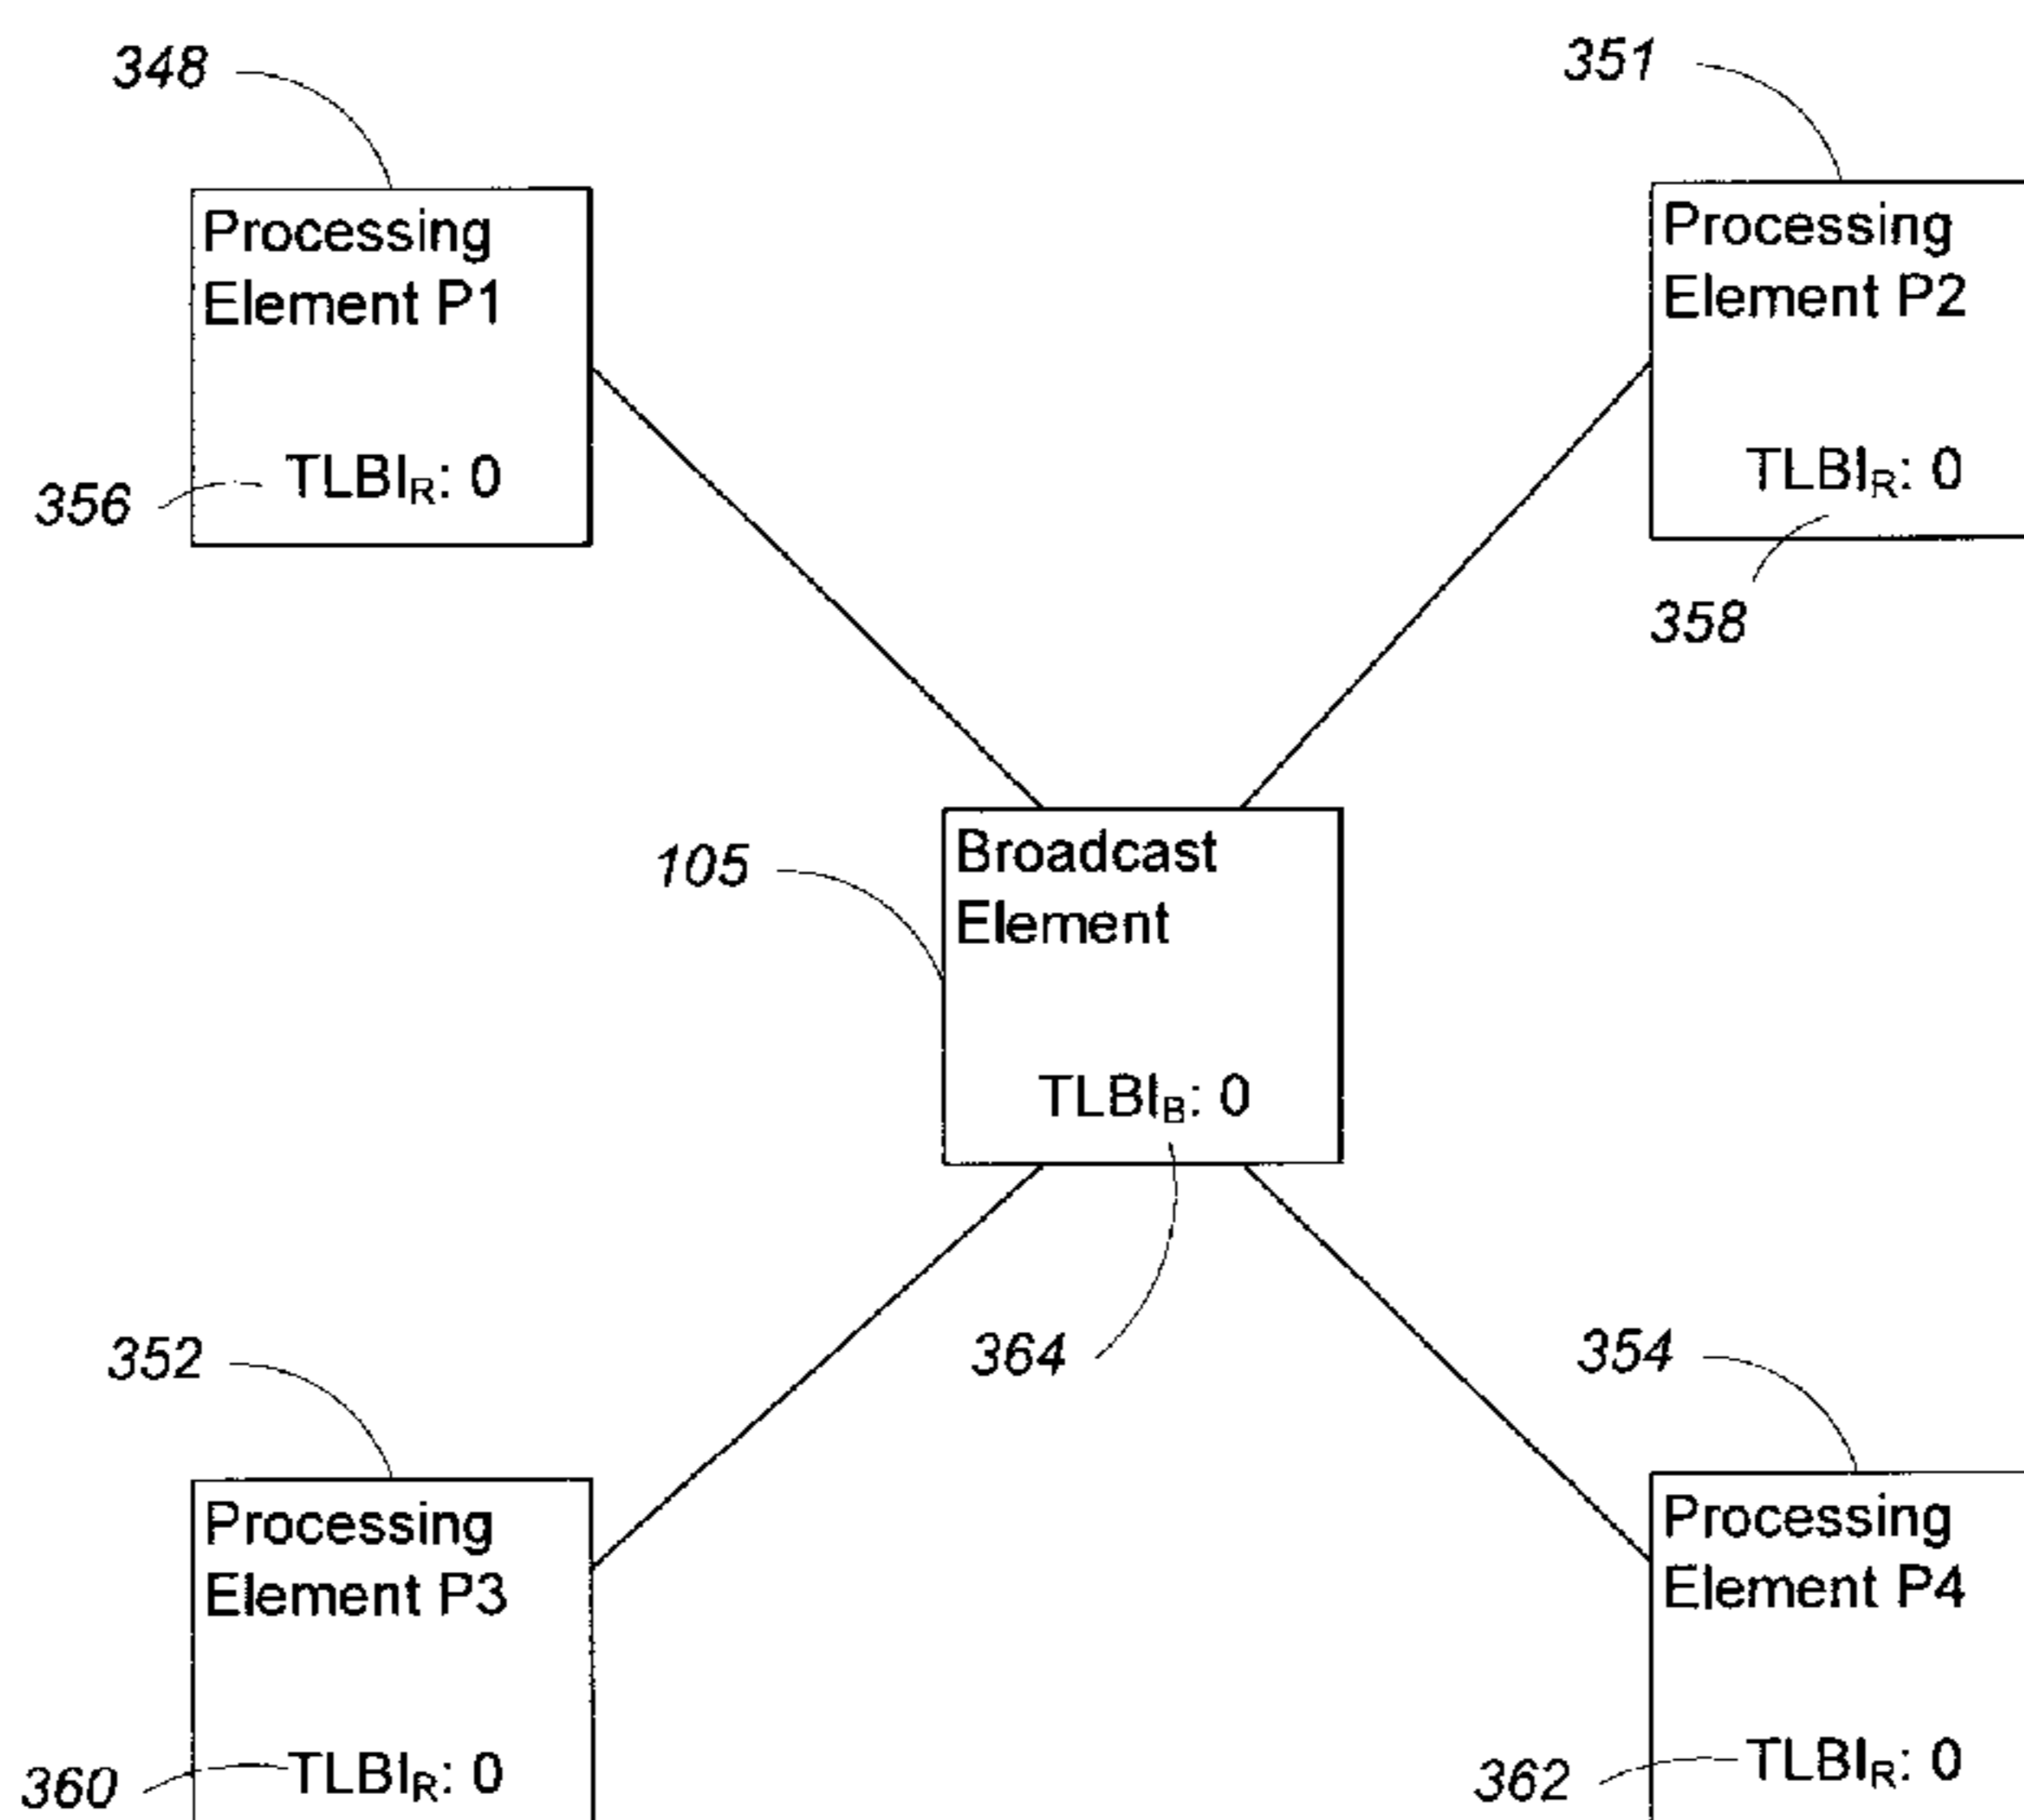 348
351
Processing
Element P1
TLBIR: 0
356
Processing
Element P2
TLBIR: 0
358
105
Broadcast
Element
TLBIB: 0
364
352
354
Processing
Element P3
TLBIR: 0
360
Processing
Element P4
TLBIR: 0
362